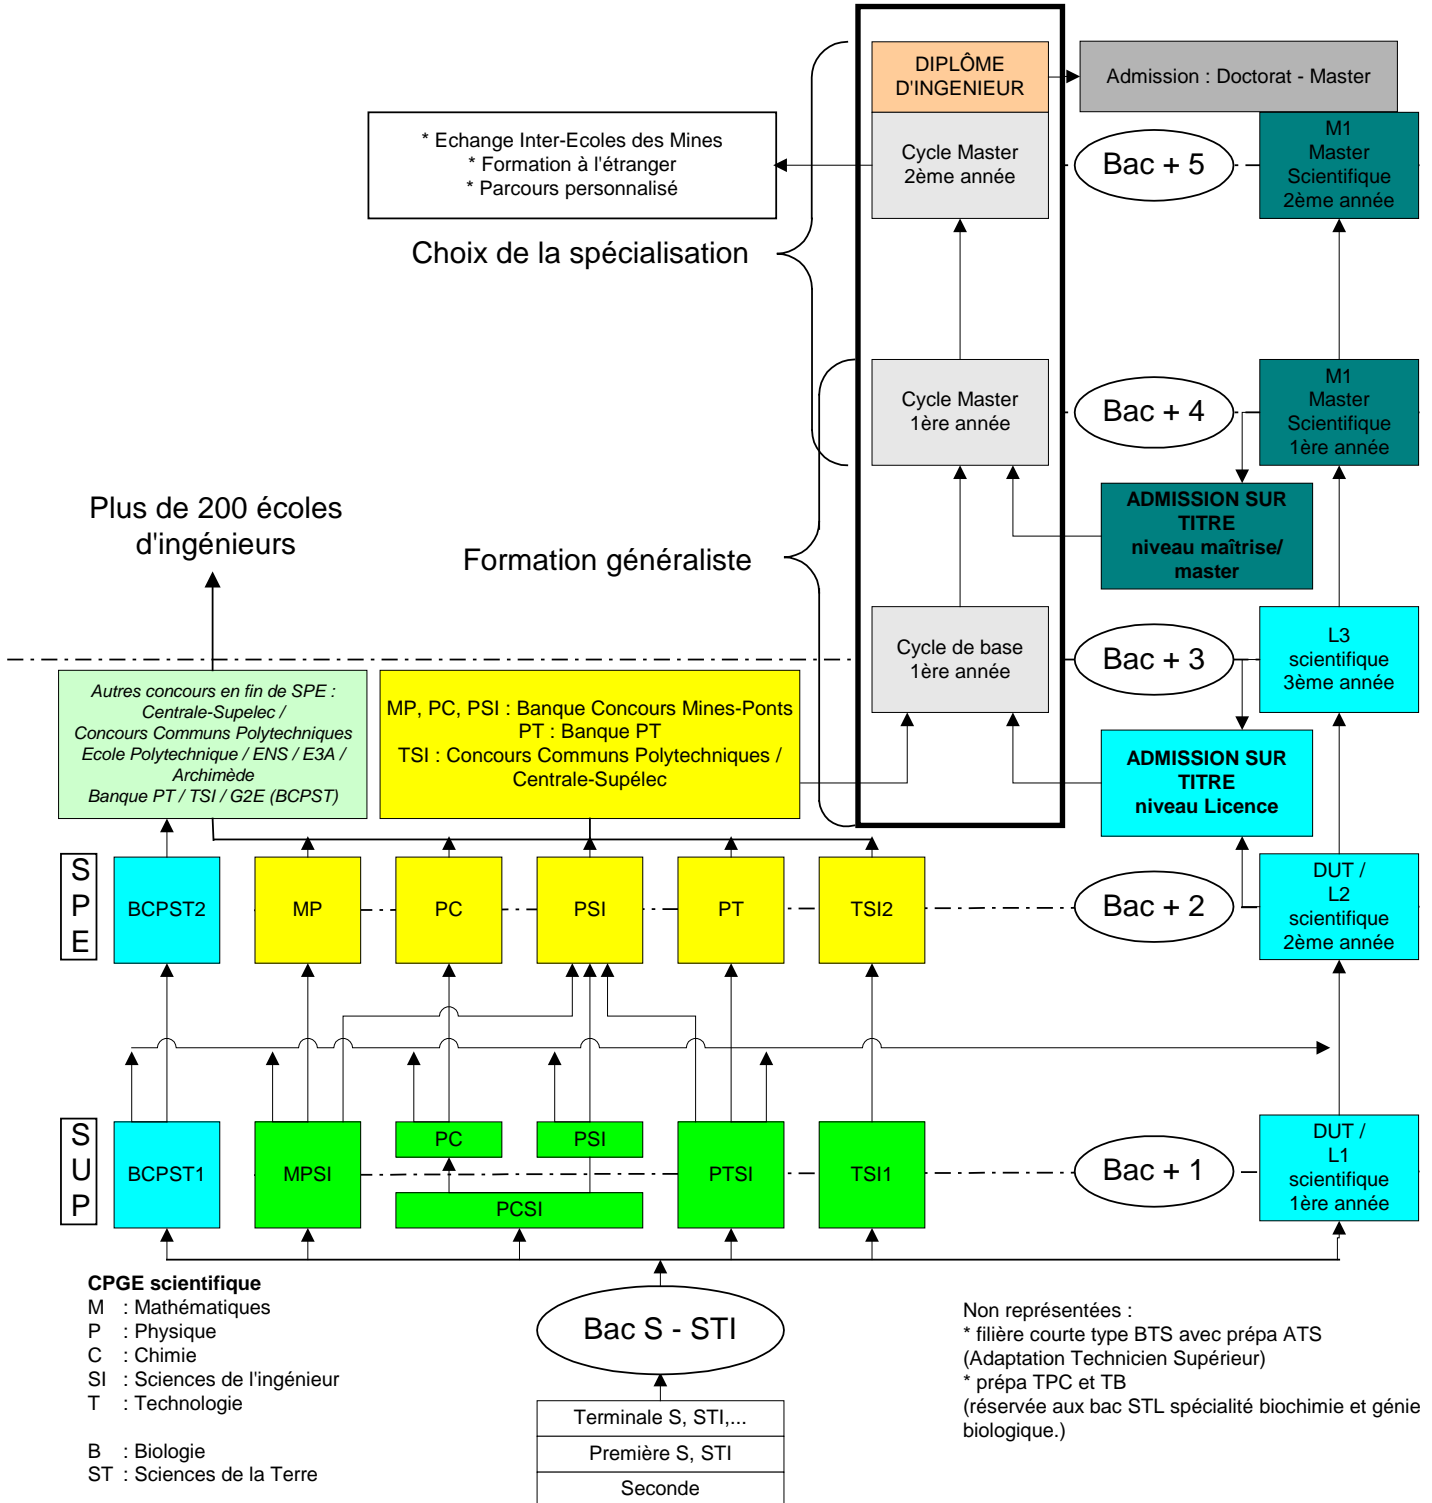 DIPLÔME
D'INGENIEUR
Admission : Doctorat - Master
* Echange Inter-Ecoles des Mines
* Formation à l'étranger
* Parcours personnalisé
Cycle Master
2ème année
Bac + 5
M1
Master
Scientifique
2ème année
Choix de la spécialisation
Cycle Master
1ère année
Bac + 4
M1
Master
Scientifique
1ère année
Plus de 200 écoles
d'ingénieurs
ADMISSION SUR
TITRE
niveau maîtrise/
master
Formation généraliste
Cycle de base
1ère année
Bac + 3
L3
scientifique
3ème année
Autres concours en fin de SPE :
Centrale-Supelec /
Concours Communs Polytechniques
Ecole Polytechnique / ENS / E3A /
Archimède
Banque PT / TSI / G2E (BCPST)
MP, PC, PSI : Banque Concours Mines-Ponts
PT : Banque PT
TSI : Concours Communs Polytechniques /
Centrale-Supélec
ADMISSION SUR
TITRE
niveau Licence
S
P
E
BCPST2
MP
PC
PSI
PT
TSI2
Bac + 2
DUT /
L2
scientifique
2ème année
S
U
P
BCPST1
MPSI
PC
PSI
PCSI
PTSI
TSI1
Bac + 1
DUT /
L1
scientifique
1ère année
CPGE scientifique
M : Mathématiques
P : Physique
C : Chimie
SI : Sciences de l'ingénieur
T : Technologie
B : Biologie
ST : Sciences de la Terre
Bac S - STI
Terminale S, STI,...
Première S, STI
Seconde
Non représentées :
* filière courte type BTS avec prépa ATS
(Adaptation Technicien Supérieur)
* prépa TPC et TB
(réservée aux bac STL spécialité biochimie et génie
biologique.)